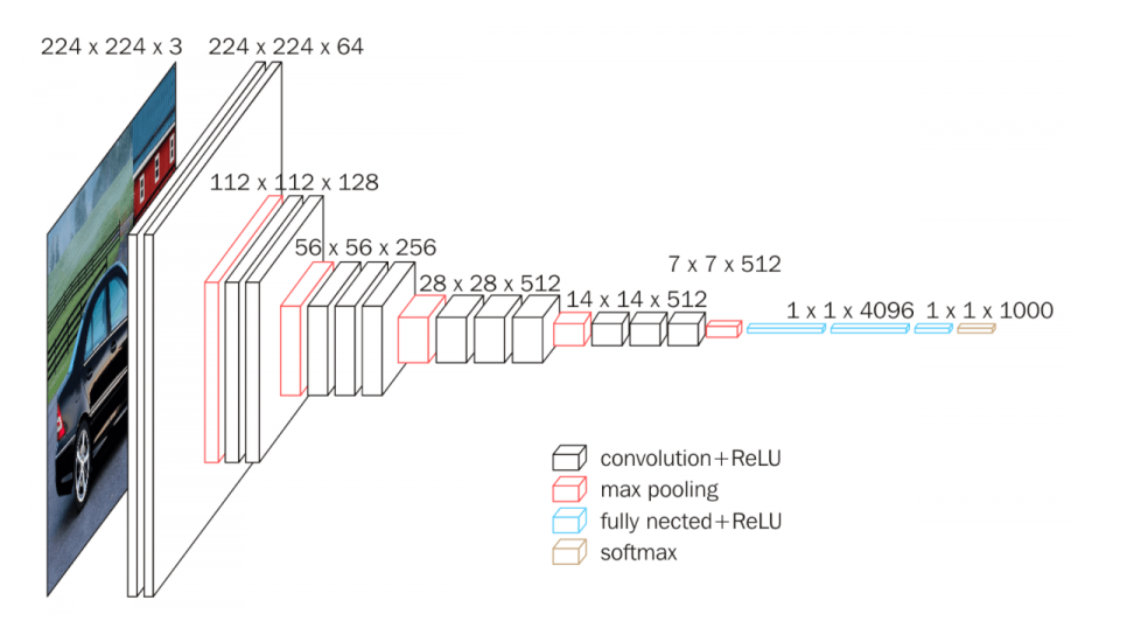 224 x 224 x 3
224 x 224 x 64
112 x 112 x 128
56 x 56 x 256
28 x 28 x 512
14 x 14 x 512
7 x 7 x 512
1 x 1 x 4096
1 x 1 x 1000
convolution+ReLU
max pooling
fully nected+ReLU
softmax